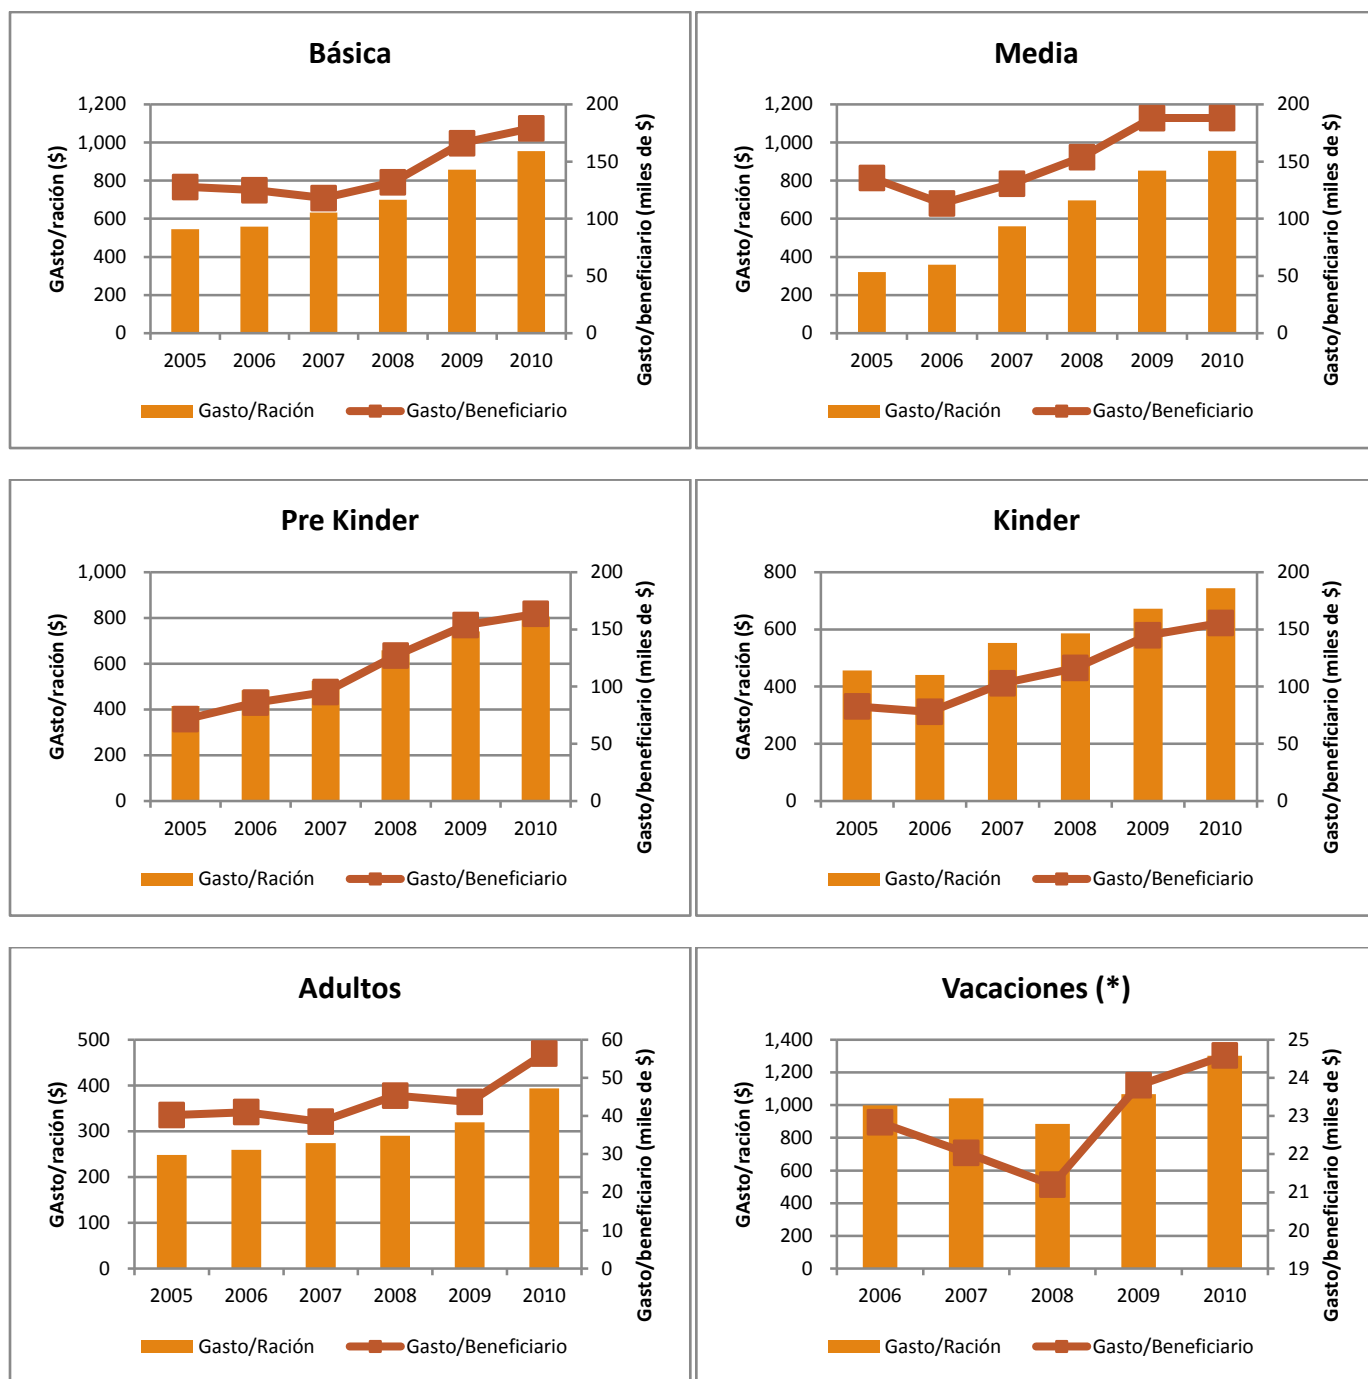 Básica
GAsto/ración ($)
1,200
1,000
800
600
400
200
0
200
150
100
50
0
Gasto/beneficiario (miles de $)
2005 2006 2007 2008 2009 2010
Gasto/Ración Gasto/Beneficiario
Media
GAsto/ración ($)
1,200
1,000
800
600
400
200
0
200
150
100
50
0
Gasto/beneficiario (miles de $)
2005 2006 2007 2008 2009 2010
Gasto/Ración Gasto/Beneficiario
Pre Kinder
GAsto/ración ($)
1,000
800
600
400
200
0
200
150
100
50
0
Gasto/beneficiario (miles de $)
2005 2006 2007 2008 2009 2010
Gasto/Ración Gasto/Beneficiario
Kinder
GAsto/ración ($)
800
600
400
200
0
200
150
100
50
0
Gasto/beneficiario (miles de $)
2005 2006 2007 2008 2009 2010
Gasto/Ración Gasto/Beneficiario
Adultos
GAsto/ración ($)
500
400
300
200
100
0
60
50
40
30
20
10
0
Gasto/beneficiario (miles de $)
2005 2006 2007 2008 2009 2010
Gasto/Ración Gasto/Beneficiario
Vacaciones (*)
GAsto/ración ($)
1,400
1,200
1,000
800
600
400
200
0
25
24
23
22
21
20
19
Gasto/beneficiario (miles de $)
2006 2007 2008 2009 2010
Gasto/Ración Gasto/Beneficiario